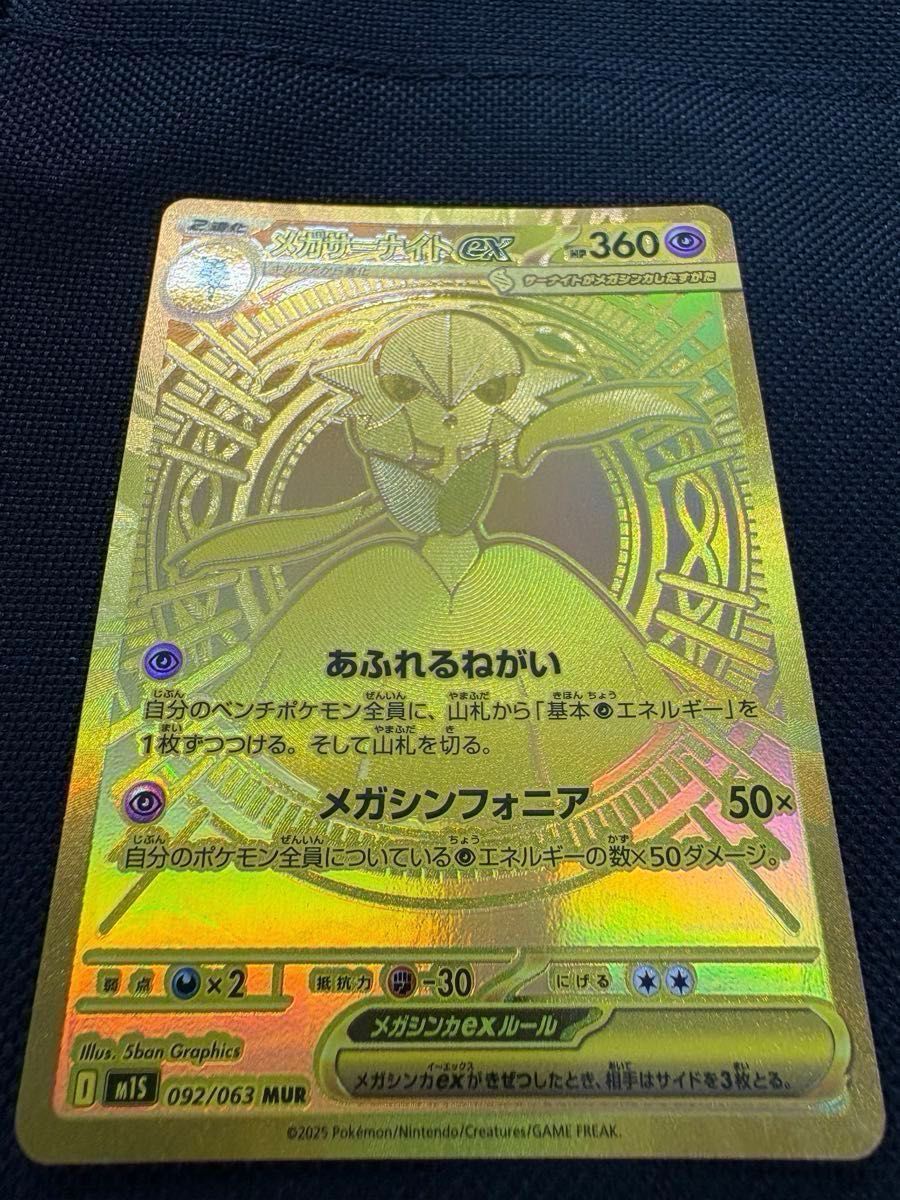 2進化
メガサーナイトex
HP360
キルリアから進化
サーナイトがメガシンカしたすがた
あふれるねがい
自分のベンチポケモン全員に、山札から「基本エネルギー」を
1枚ずつつける。そして山札を切る。
メガシンフォニア 50×
自分のポケモン全員についているエネルギーの数×50ダメージ。
弱点 ×2 抵抗力 -30 にげる
メガシンカexルール
メガシンカexがきぜつしたとき、相手はサイドを3枚とる。
Illus. 5ban Graphics
I M1S 092/063 MUR
©2025 Pokémon/Nintendo/Creatures/GAME FREAK.